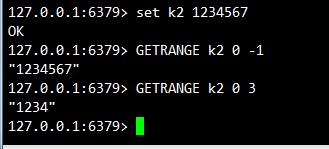 127.0.0.1:6379> set k2 1234567
OK
127.0.0.1:6379> GETRANGE k2 0 -1
"1234567"
127.0.0.1:6379> GETRANGE k2 0 3
"1234"
127.0.0.1:6379>